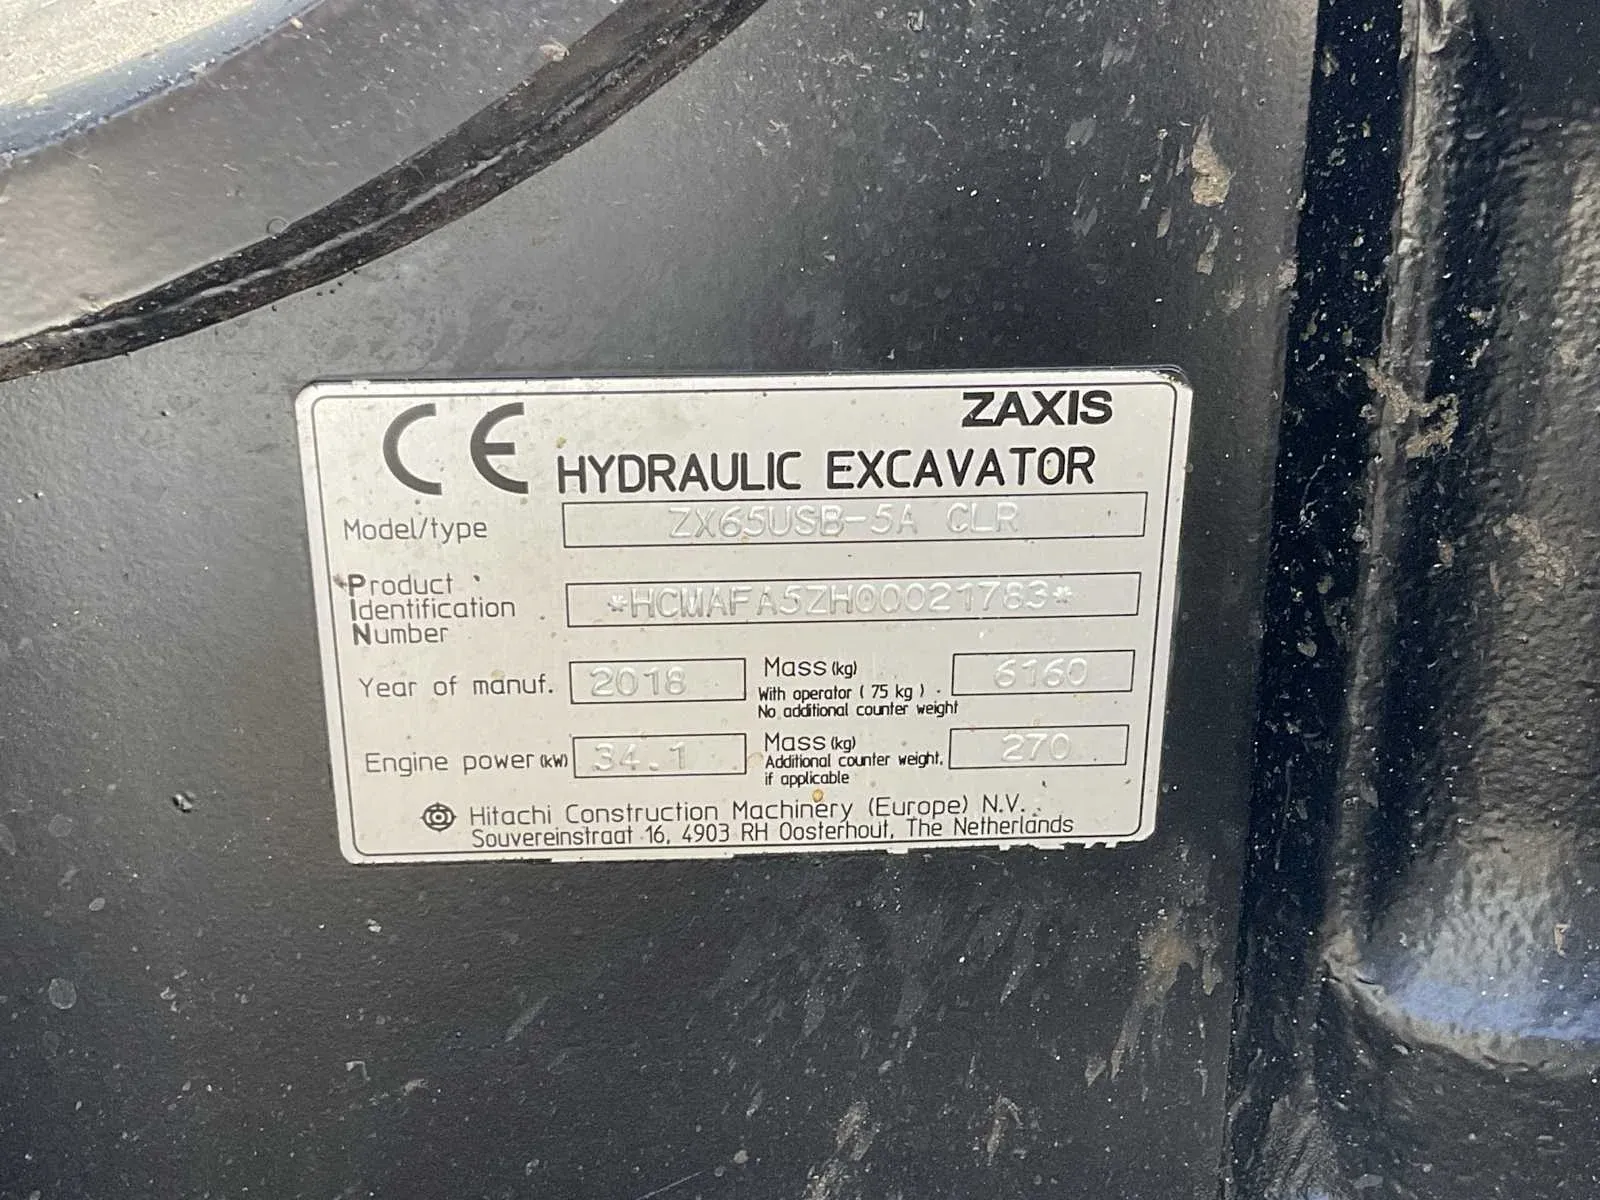 CE ZAXIS
HYDRAULIC EXCAVATOR
Model/type ZX65USB-5A CLR
Product
Identification *HCMAFA5ZH00021783*
Number
Year of manuf. 2018 Mass (kg) 6160
With operator ( 75 kg ) .
No additional counter weight
Engine power (kW) 34.1 Mass (kg) 270
Additional counter weight,
if applicable
Hitachi Construction Machinery (Europe) N.V.
Souvereinstraat 16, 4903 RH Oosterhout, The Netherlands